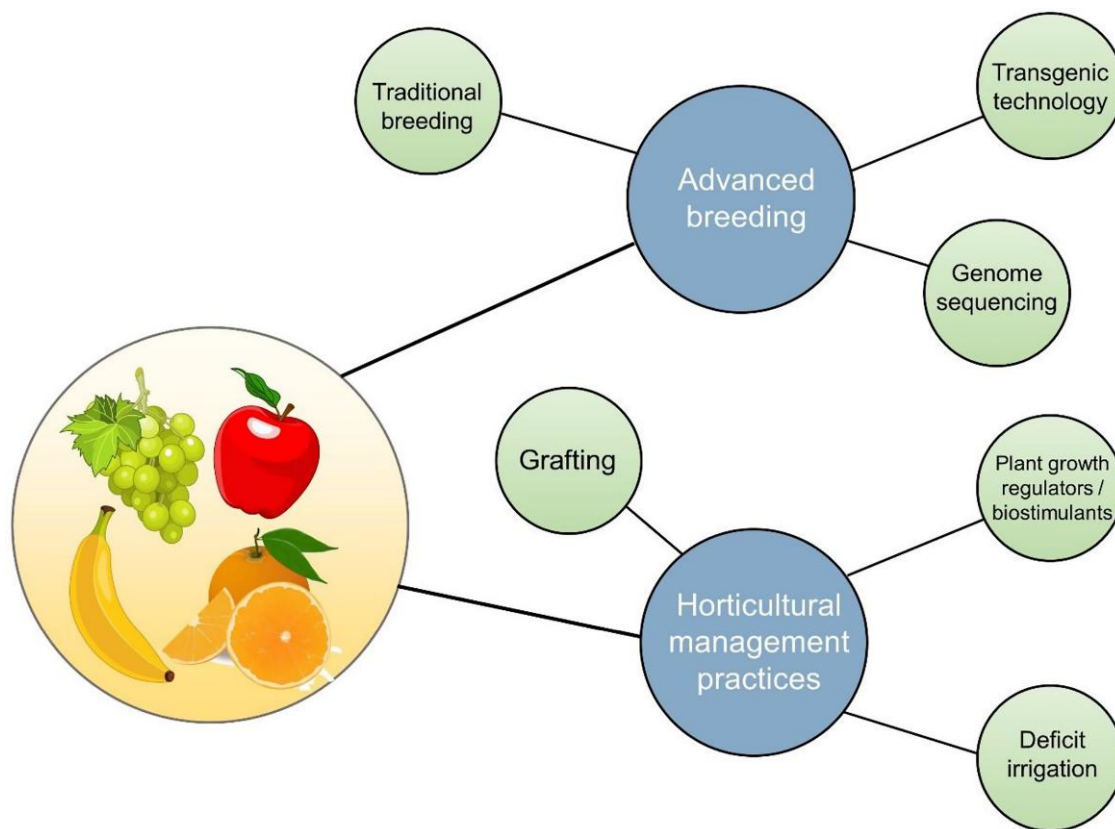 Traditional
breeding
Advanced
breeding
Transgenic
technology
Genome
sequencing
Grafting
Plant growth
regulators /
biostimulants
Horticultural
management
practices
Deficit
irrigation